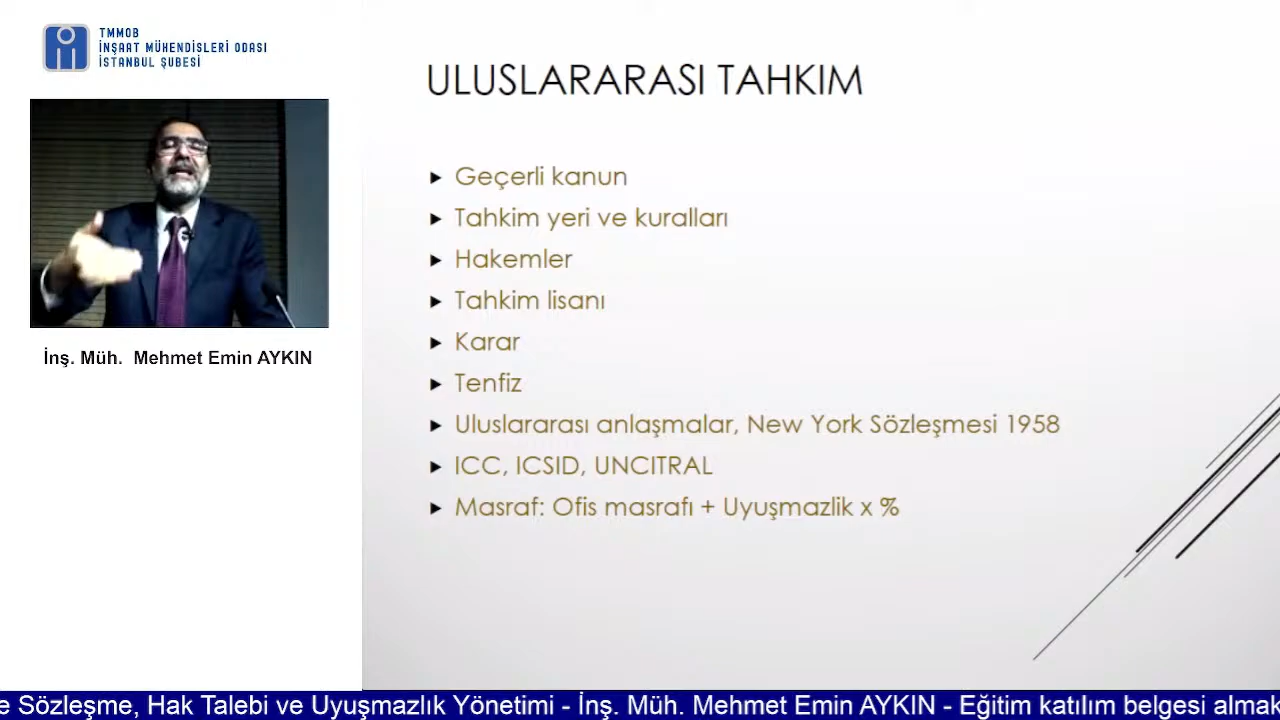 TMMOB
İNŞAAT MÜHENDİSLERİ ODASI
İSTANBUL ŞUBESİ
İnş. Müh. Mehmet Emin AYKIN
ULUSLARARASI TAHKIM
Geçerli kanun
Tahkim yeri ve kuralları
Hakemler
Tahkim lisanı
Karar
Tenfiz
Uluslararası anlaşmalar, New York Sözleşmesi 1958
ICC, ICSID, UNCITRAL
Masraf: Ofis masrafı + Uyuşmazlik x %
e Sözleşme, Hak Talebi ve Uyuşmazlık Yönetimi - İnş. Müh. Mehmet Emin AYKIN - Eğitim katılım belgesi almak